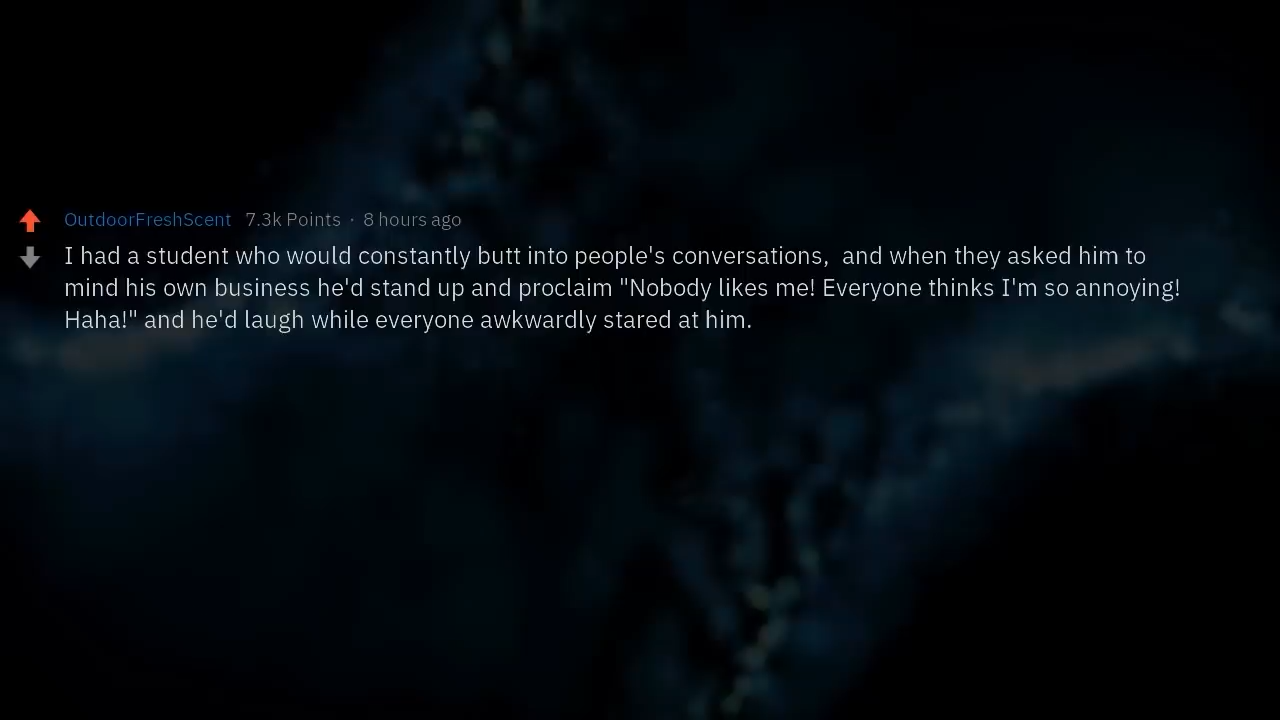 OutdoorFreshScent 7.3k Points · 8 hours ago
I had a student who would constantly butt into people's conversations,  and when they asked him to
mind his own business he'd stand up and proclaim "Nobody likes me! Everyone thinks I'm so annoying!
Haha!" and he'd laugh while everyone awkwardly stared at him.